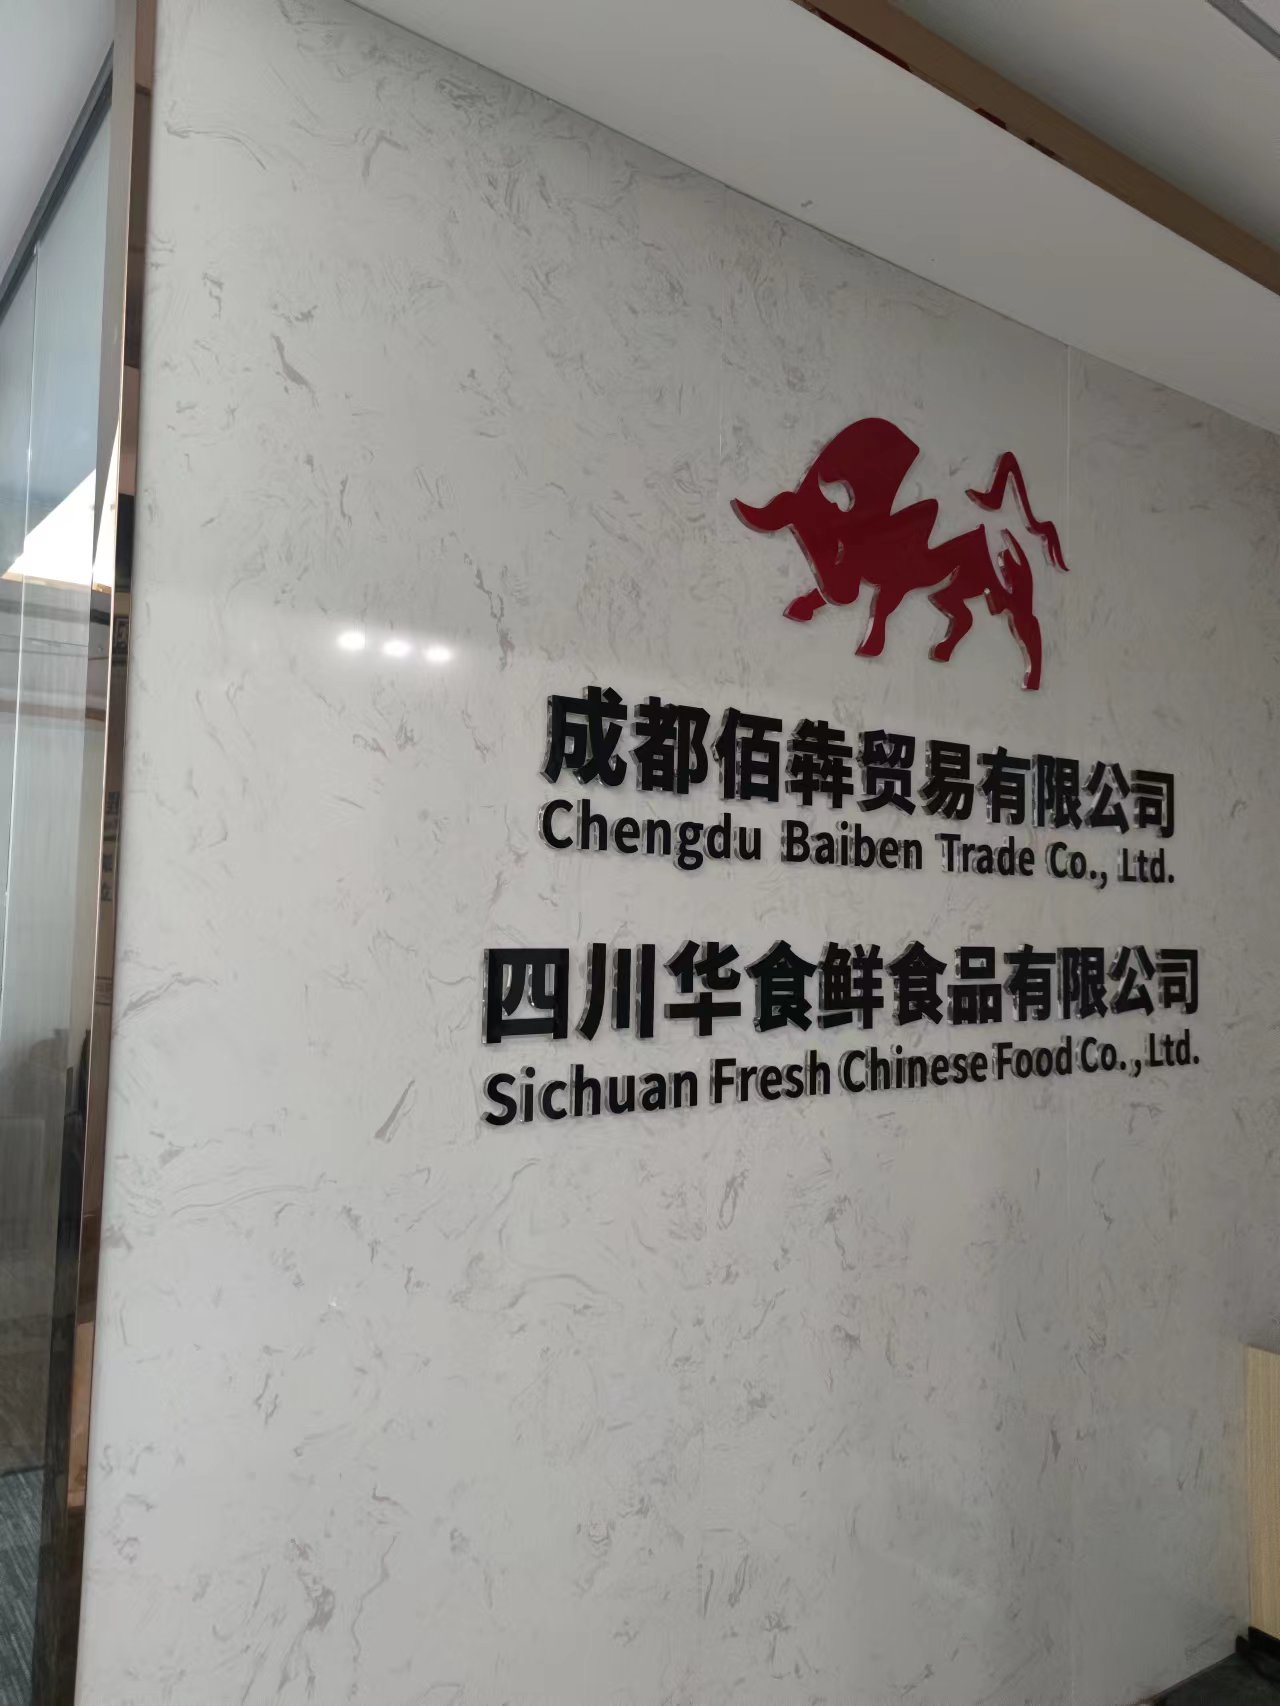 成都佰犇贸易有限公司
Chengdu Baiben Trade Co., Ltd.
四川华食鲜食品有限公司
Sichuan Fresh Chinese Food Co., Ltd.